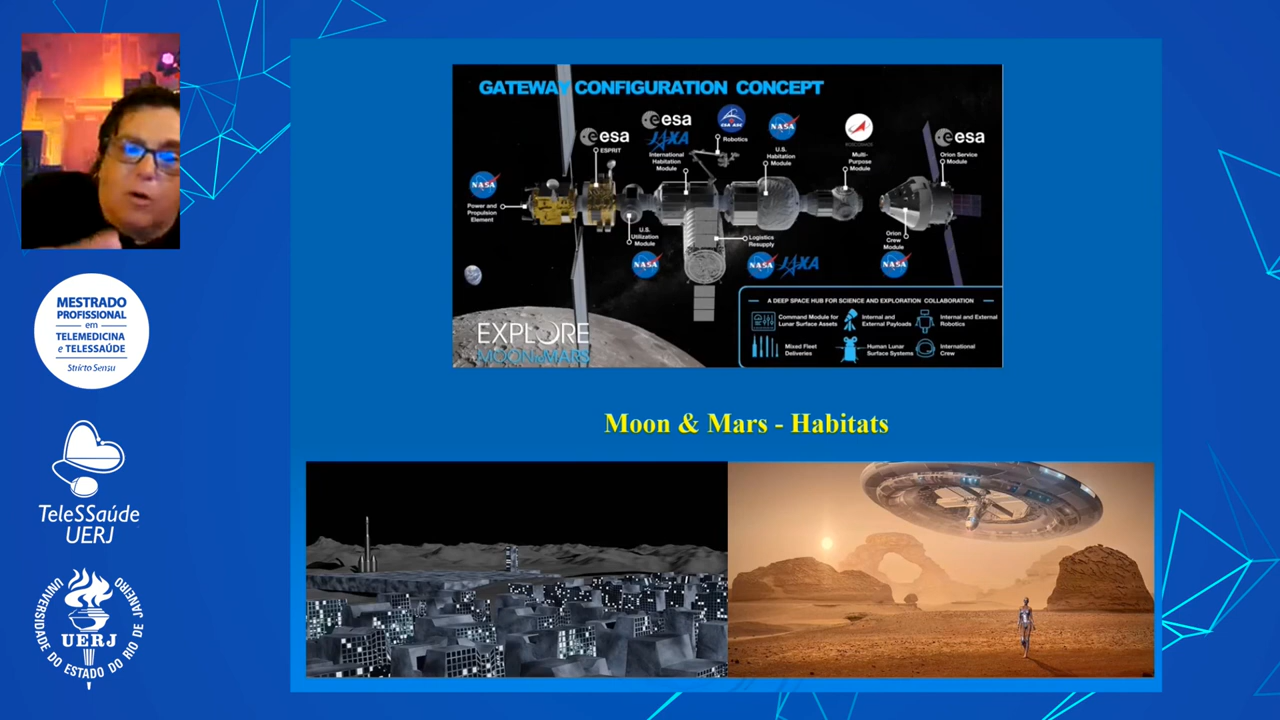 GATEWAY CONFIGURATION CONCEPT
esa
ESPRIT
esa
JAXA
International
Habitation
Module
Robotics
NASA
U.S.
Habitation
Module
Multi-
Purpose
Module
esa
Orion Service
Module
NASA
Power and
Propulsion
Element
U.S.
Utilization
Module
NASA
Logistics
Resupply
NASA JAXA
Orion
Crew
Module
NASA
A DEEP SPACE HUB FOR SCIENCE AND EXPLORATION COLLABORATION
Command Module for
Lunar Surface Assets
Internal and
External Payloads
Internal and External
Robotics
Mixed Fleet
Deliveries
Human Lunar
Surface Systems
International
Crew
EXPLORE
MOON to MARS
Moon & Mars - Habitats
MESTRADO
PROFISSIONAL
em
TELEMEDICINA
e TELESSAÚDE
Stricto Sensu
TeleSSaúde
UERJ
UNIVERSIDADE DO ESTADO DO RIO DE JANEIRO
UERJ